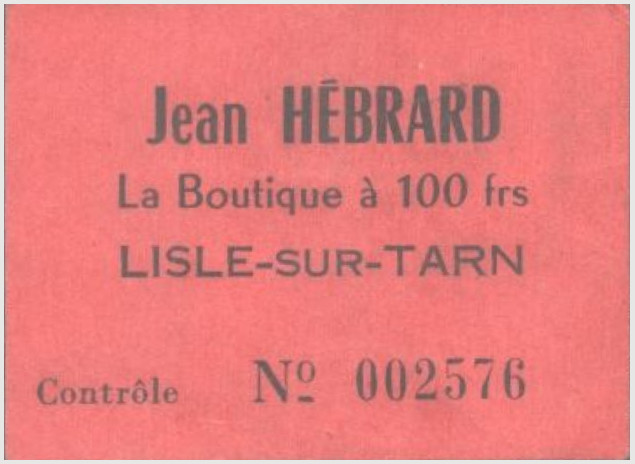 Jean HÉBRARD
La Boutique à 100 frs
LISLE-SUR-TARN
Contrôle Nº 002576